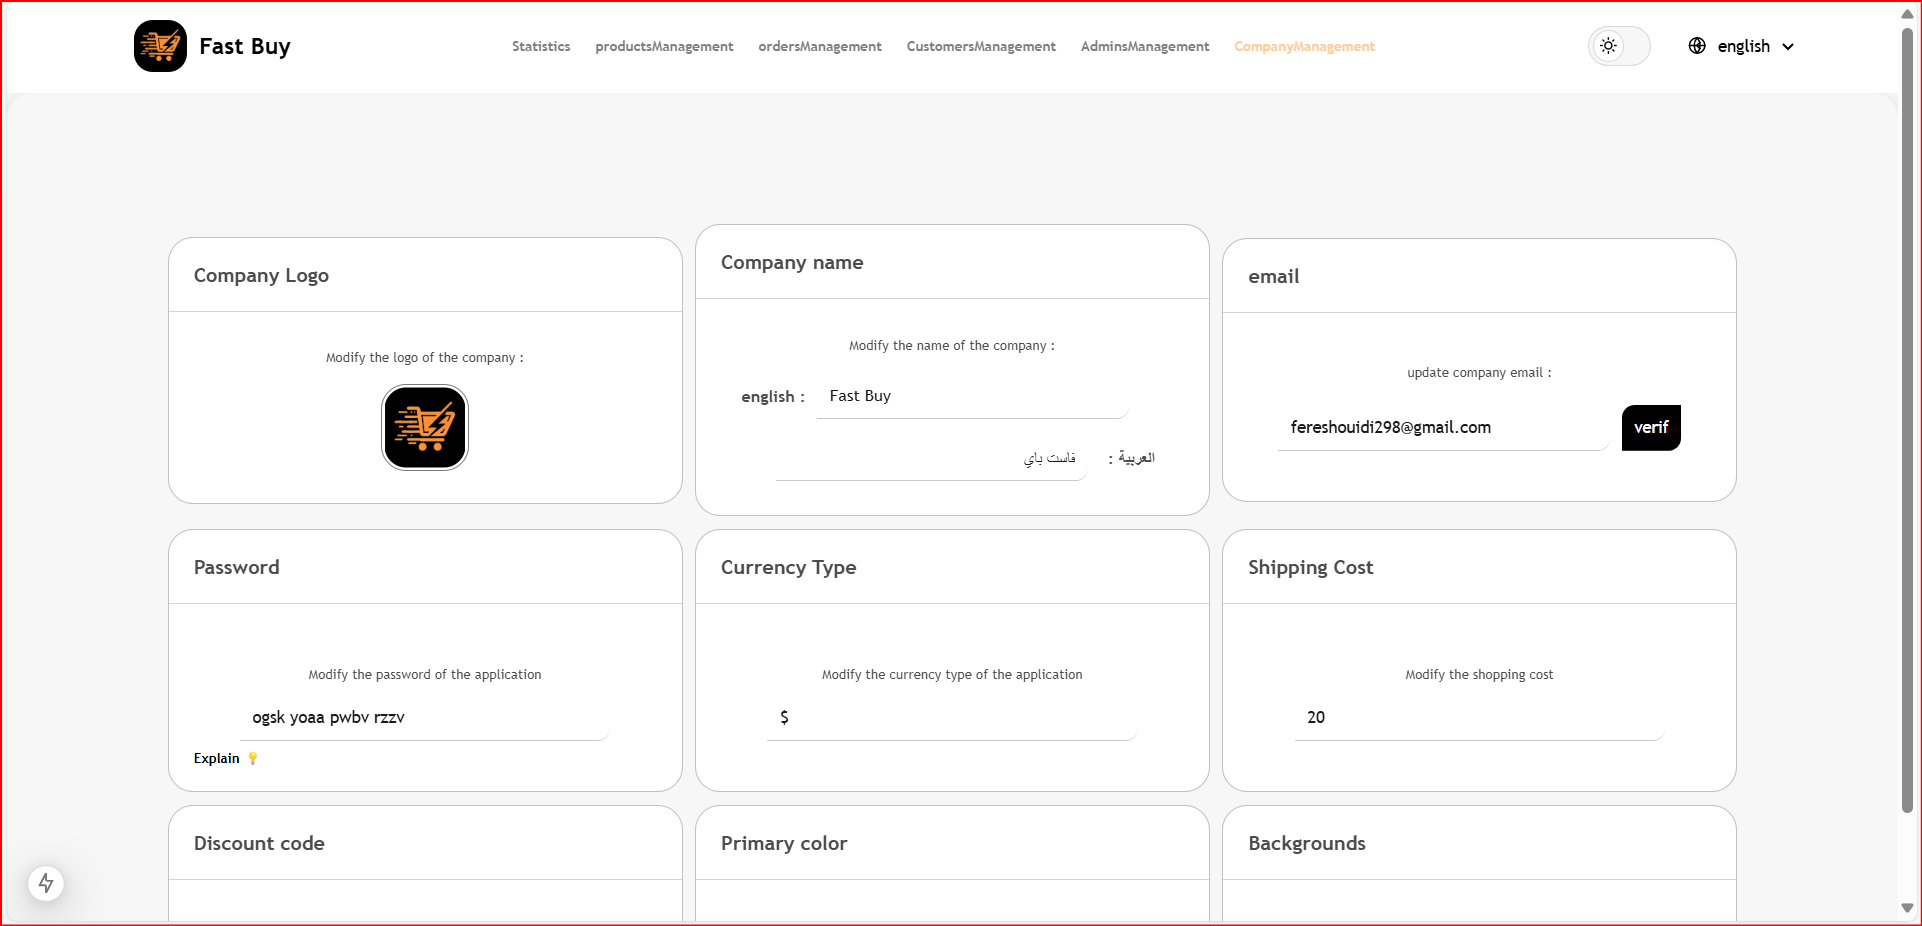 Fast Buy
Statistics productsManagement ordersManagement CustomersManagement AdminsManagement CompanyManagement
english
Company Logo
Modify the logo of the company :
Company name
Modify the name of the company :
english : Fast Buy
العربية : فاست باي
email
update company email :
fereshouidi298@gmail.com
verif
Password
Modify the password of the application
ogsk yoaa pwbv rzzv
Explain
Currency Type
Modify the currency type of the application
$
Shipping Cost
Modify the shopping cost
20
Discount code
Primary color
Backgrounds